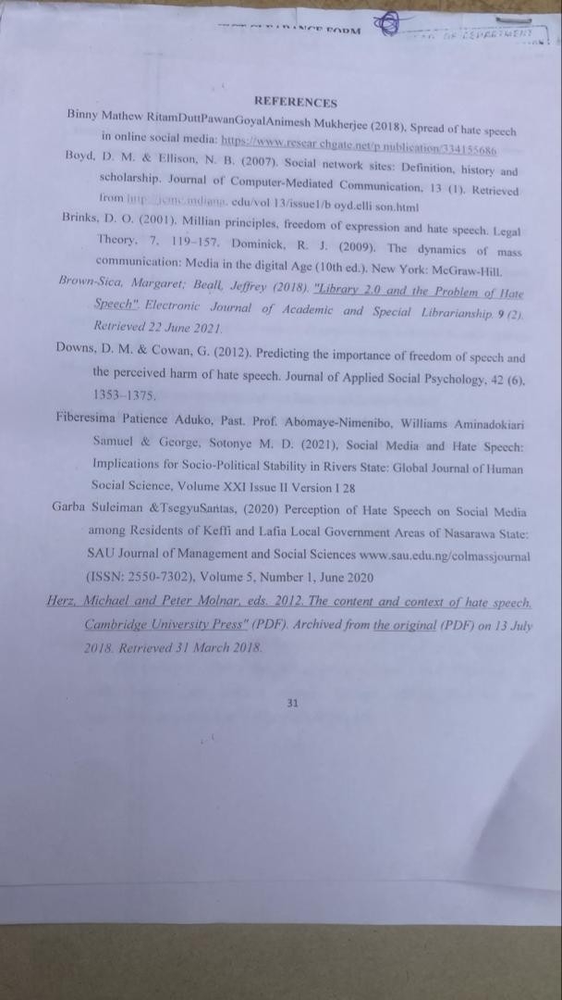 FORM
OF DEPARTMENT
REFERENCES
Binny Mathew RitamDuttPawanGoyalAnimesh Mukherjee (2018), Spread of hate speech
in online social media: https://www.resear chgate.net/p nublication/334155686
Boyd, D. M. & Ellison, N. B. (2007). Social network sites: Definition, history and
scholarship. Journal of Computer-Mediated Communication, 13 (1). Retrieved
from http: jcmc.indiana. edu/vol 13/issue1/b oyd.elli son.html
Brinks, D. O. (2001). Millian principles, freedom of expression and hate speech. Legal
Theory, 7, 119–157. Dominick, R. J. (2009). The dynamics of mass
communication: Media in the digital Age (10th ed.). New York: McGraw-Hill.
Brown-Sica, Margaret; Beall, Jeffrey (2018). "Library 2.0 and the Problem of Hate
Speech". Electronic Journal of Academic and Special Librarianship. 9 (2).
Retrieved 22 June 2021.
Downs, D. M. & Cowan, G. (2012). Predicting the importance of freedom of speech and
the perceived harm of hate speech. Journal of Applied Social Psychology, 42 (6),
1353–1375.
Fiberesima Patience Aduko, Past. Prof. Abomaye-Nimenibo, Williams Aminadokiari
Samuel & George, Sotonye M. D. (2021), Social Media and Hate Speech:
Implications for Socio-Political Stability in Rivers State: Global Journal of Human
Social Science, Volume XXI Issue II Version I 28
Garba Suleiman &TsegyuSantas, (2020) Perception of Hate Speech on Social Media
among Residents of Keffi and Lafia Local Government Areas of Nasarawa State:
SAU Journal of Management and Social Sciences www.sau.edu.ng/colmassjournal
(ISSN: 2550-7302), Volume 5, Number 1, June 2020
Herz, Michael and Peter Molnar, eds. 2012. The content and context of hate speech.
Cambridge University Press" (PDF). Archived from the original (PDF) on 13 July
2018. Retrieved 31 March 2018.
31